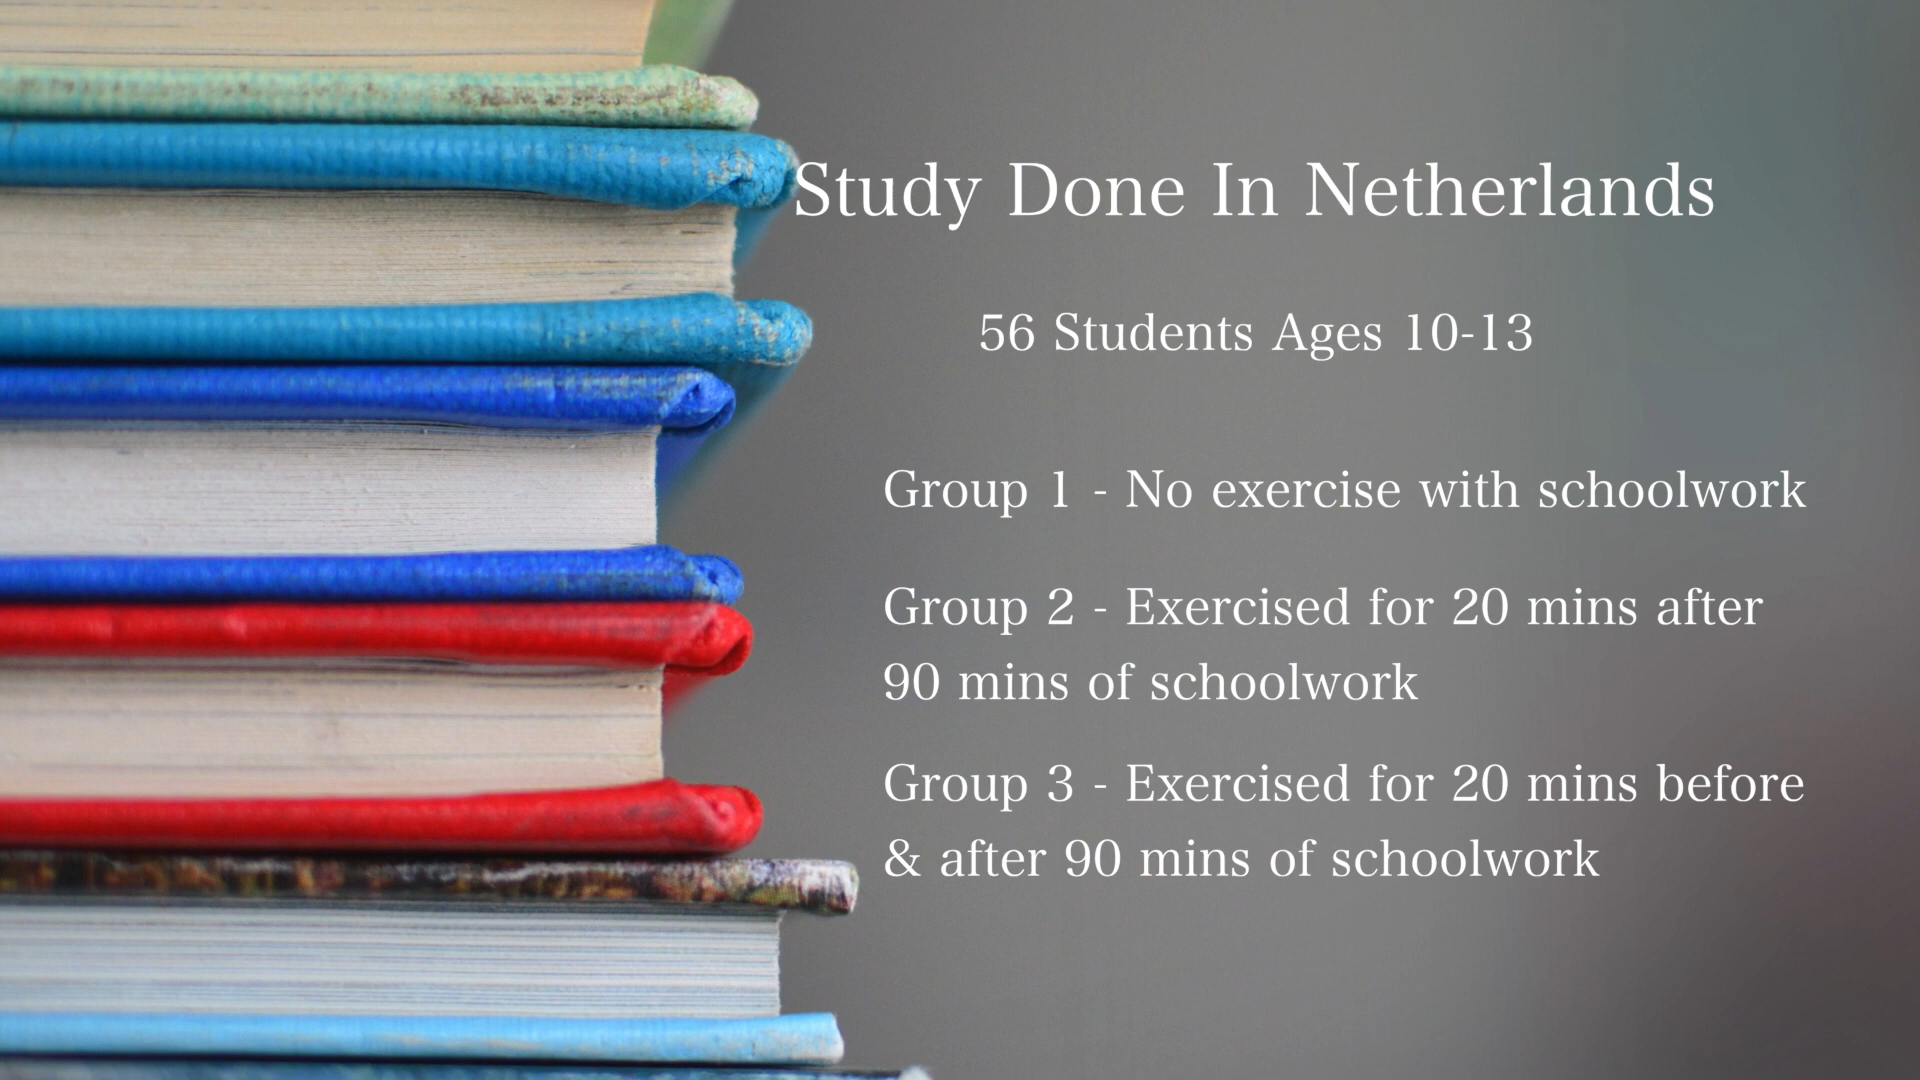 Study Done In Netherlands
56 Students Ages 10-13
Group 1 - No exercise with schoolwork
Group 2 - Exercised for 20 mins after
90 mins of schoolwork
Group 3 - Exercised for 20 mins before
& after 90 mins of schoolwork